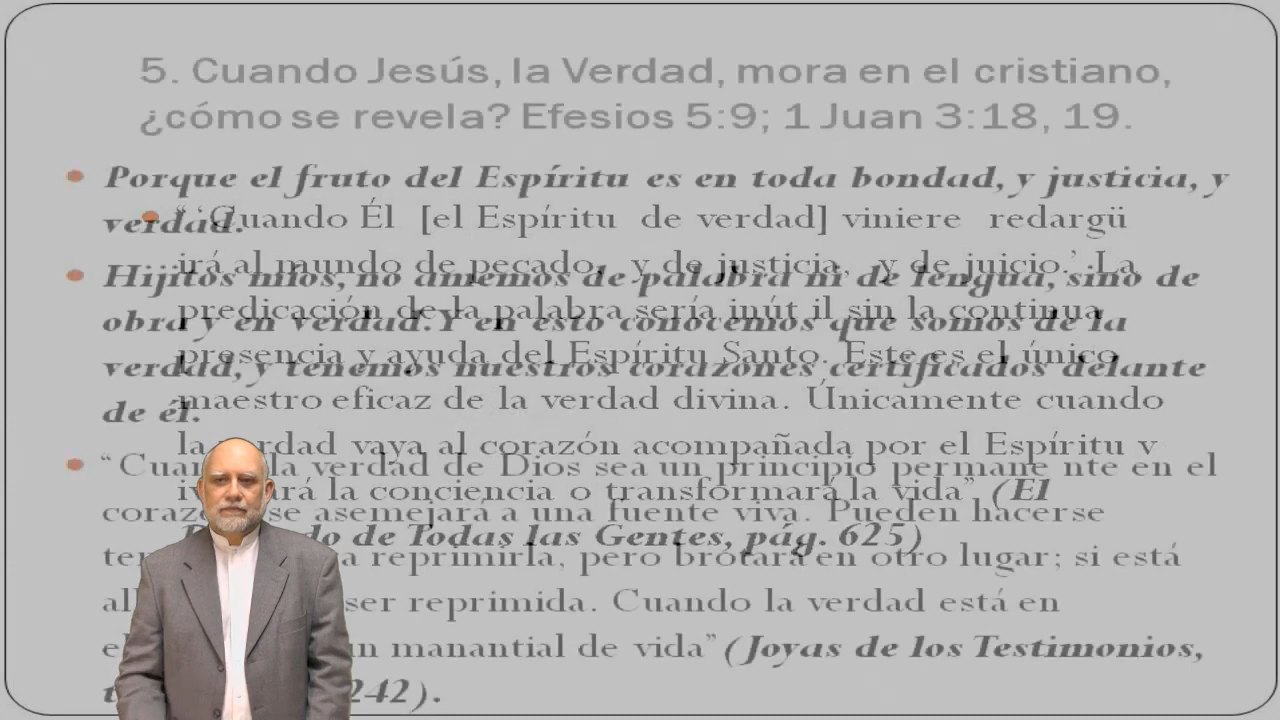 5. Cuando Jesús, la Verdad, mora en el cristiano,
¿cómo se revela? Efesios 5:9; 1 Juan 3:18, 19.
Porque el fruto del Espíritu es en toda bondad, y justicia, y
verdad.
"‘Cuando Él [el Espíritu de verdad] viniere redargü
irá al mundo de pecado, y de justicia, y de juicio.’ La
Hijitos míos, no amemos de palabra ni de lengua, sino de
predicación de la palabra sería inút il sin la continua
obra y en verdad. Y en esto conocemos que somos de la
presencia y ayuda del Espíritu Santo. Este es el único
verdad, y tenemos nuestros corazones certificados delante
maestro eficaz de la verdad divina. Únicamente cuando
de él.
la verdad vaya al corazón acompañada por el Espíritu v
la verdad de Dios sea un principio permane nte en el
la conciencia o transformará la vida” (El
se asemejará a una fuente viva. Pueden hacerse
de Todas las Gentes, pág. 625)
reprimirla, pero brotará en otro lugar; si está
ser reprimida. Cuando la verdad está en
manantial de vida” (Joyas de los Testimonios,
242).